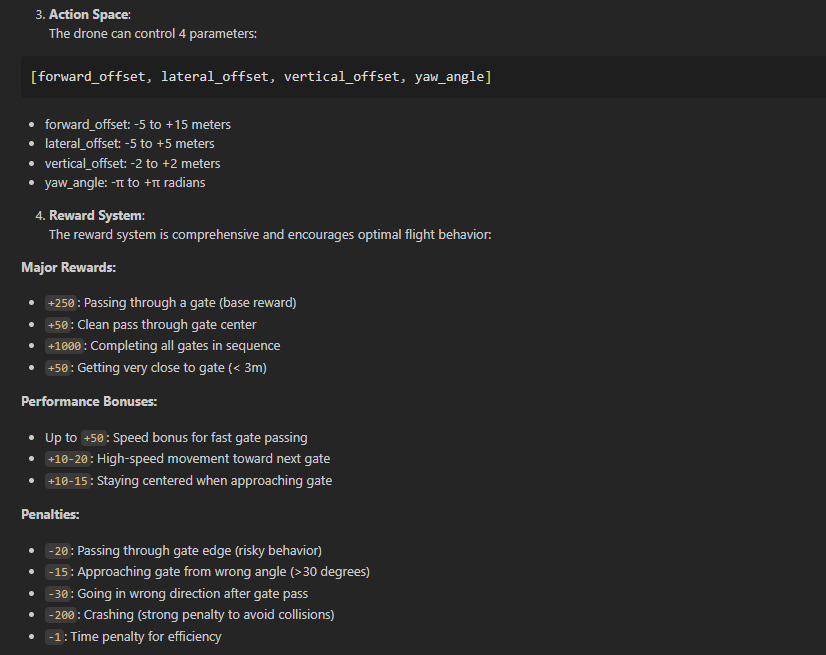 3. Action Space:
The drone can control 4 parameters:
[forward_offset, lateral_offset, vertical_offset, yaw_angle]
• forward_offset: -5 to +15 meters
• lateral_offset: -5 to +5 meters
• vertical_offset: -2 to +2 meters
• yaw_angle: -π to +π radians
4. Reward System:
The reward system is comprehensive and encourages optimal flight behavior:
Major Rewards:
• +250: Passing through a gate (base reward)
• +50: Clean pass through gate center
• +1000: Completing all gates in sequence
• +50: Getting very close to gate (< 3m)
Performance Bonuses:
• Up to +50: Speed bonus for fast gate passing
• +10-20: High-speed movement toward next gate
• +10-15: Staying centered when approaching gate
Penalties:
• -20: Passing through gate edge (risky behavior)
• -15: Approaching gate from wrong angle (>30 degrees)
• -30: Going in wrong direction after gate pass
• -200: Crashing (strong penalty to avoid collisions)
• -1: Time penalty for efficiency